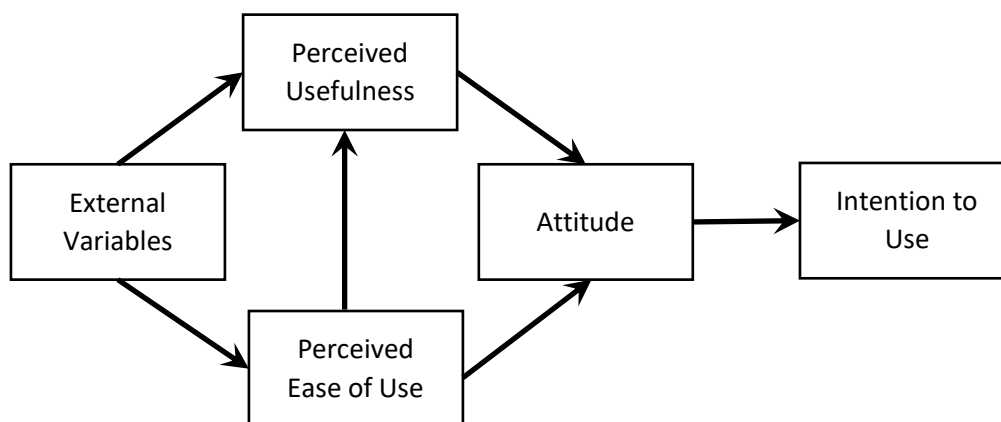 Perceived
Usefulness
External
Variables
Attitude
Intention to
Use
Perceived
Ease of Use